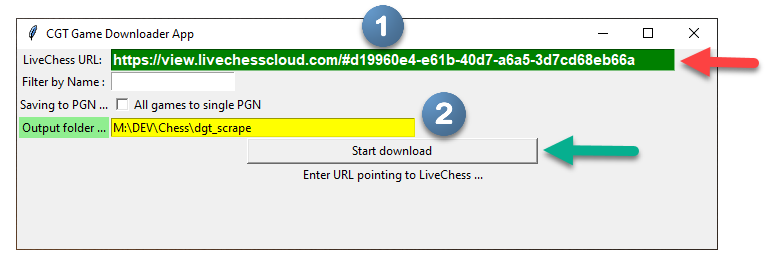 1
CGT Game Downloader App
LiveChess URL: https://view.livechesscloud.com/#d19960e4-e61b-40d7-a6a5-3d7cd68eb66a
Filter by Name :
Saving to PGN ... All games to single PGN
2
Output folder ... M:\DEV\Chess\dgt_scrape
Start download
Enter URL pointing to LiveChess ...